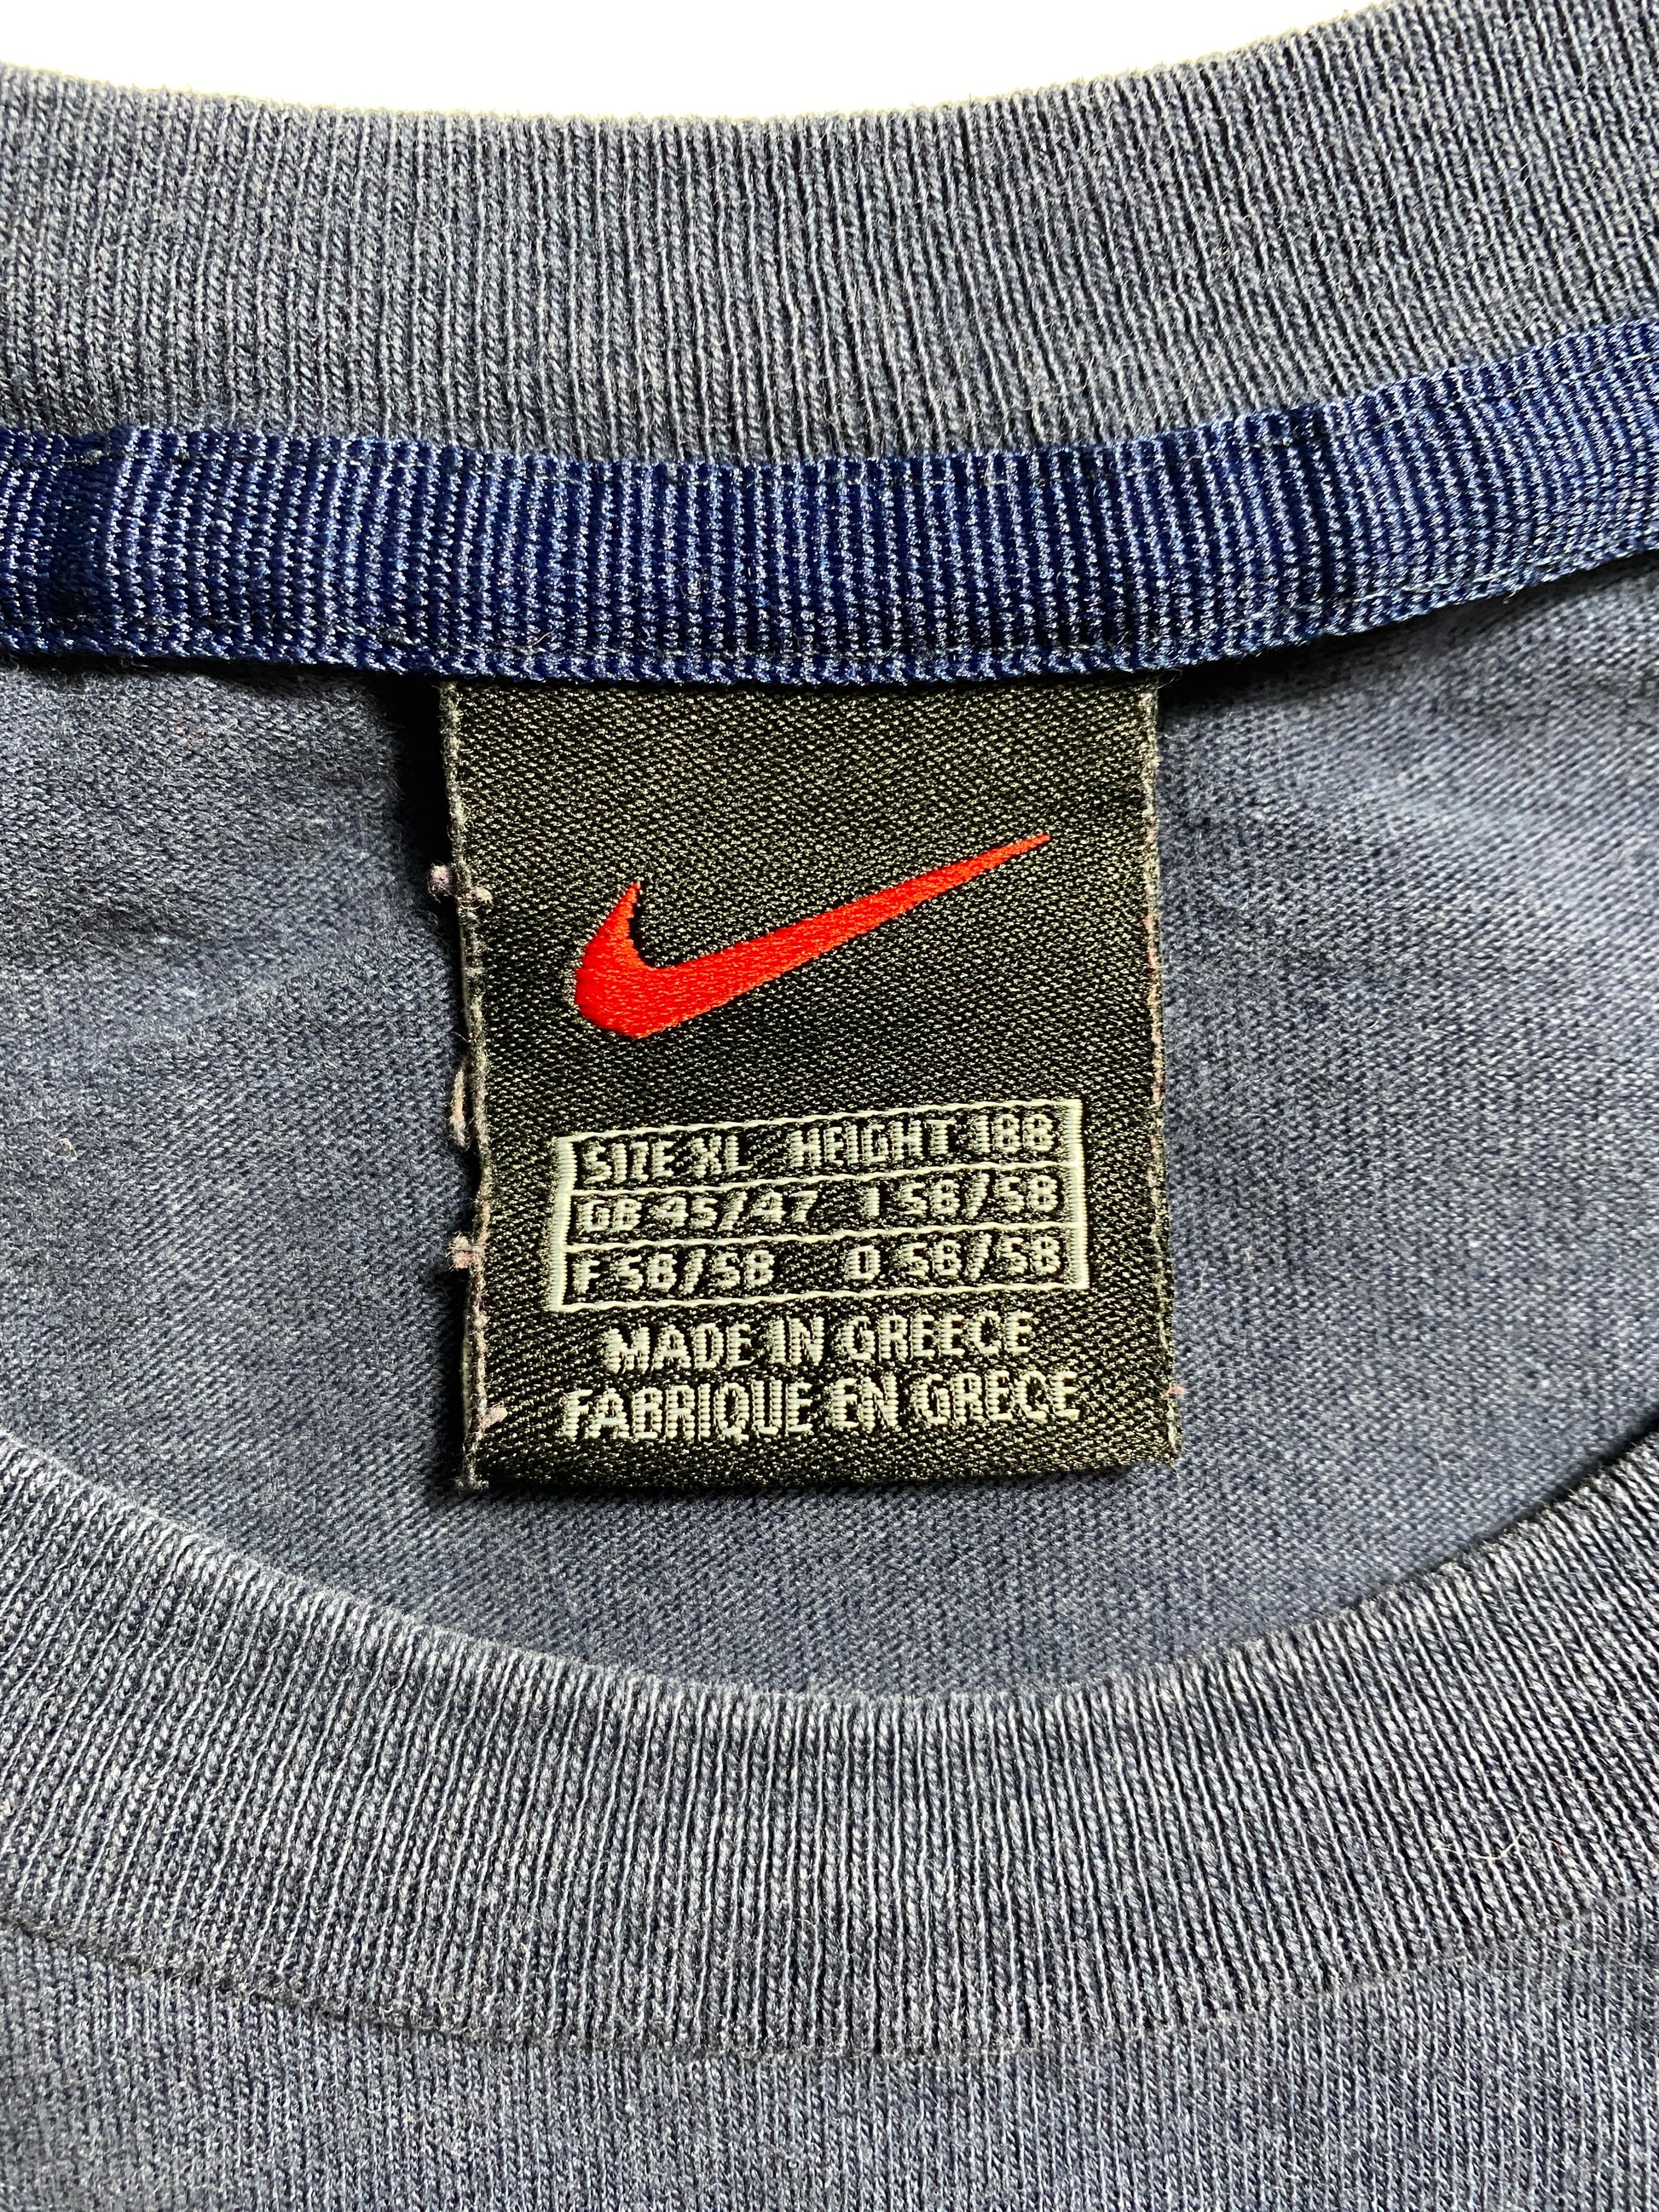 SIZE XL HEIGHT 188
GB 45/47 I 56/58
F 56/58 D 56/58
MADE IN GREECE
FABRIQUE EN GRECE